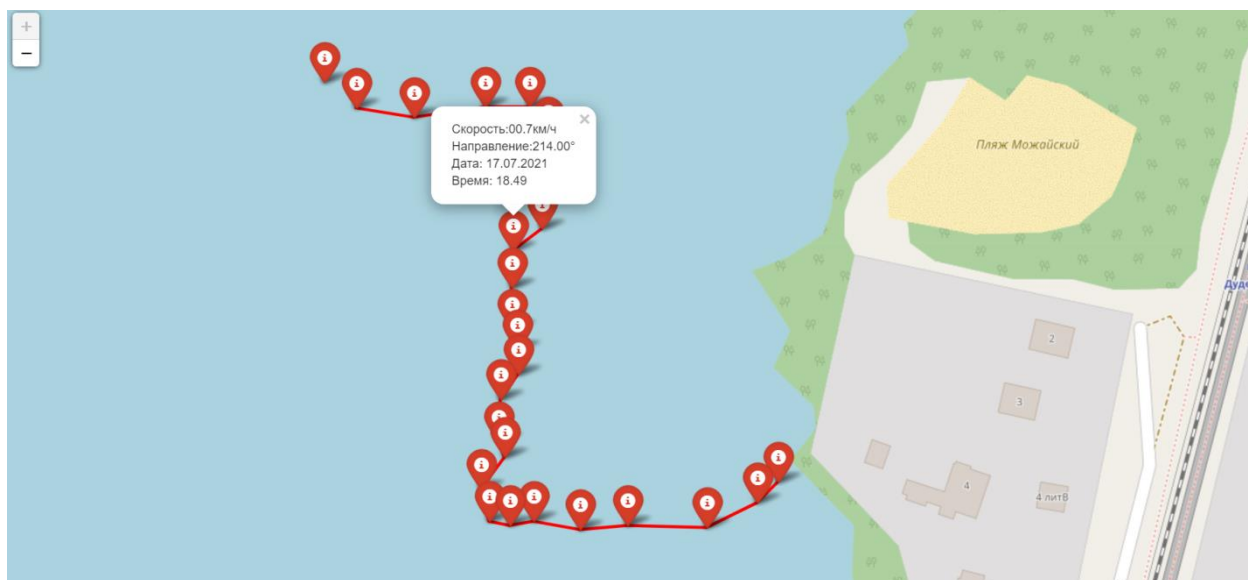 +
−
Скорость:00.7км/ч
Направление:214.00°
Дата: 17.07.2021
Время: 18.49
×
Пляж Можайский
2
3
4
4 литВ